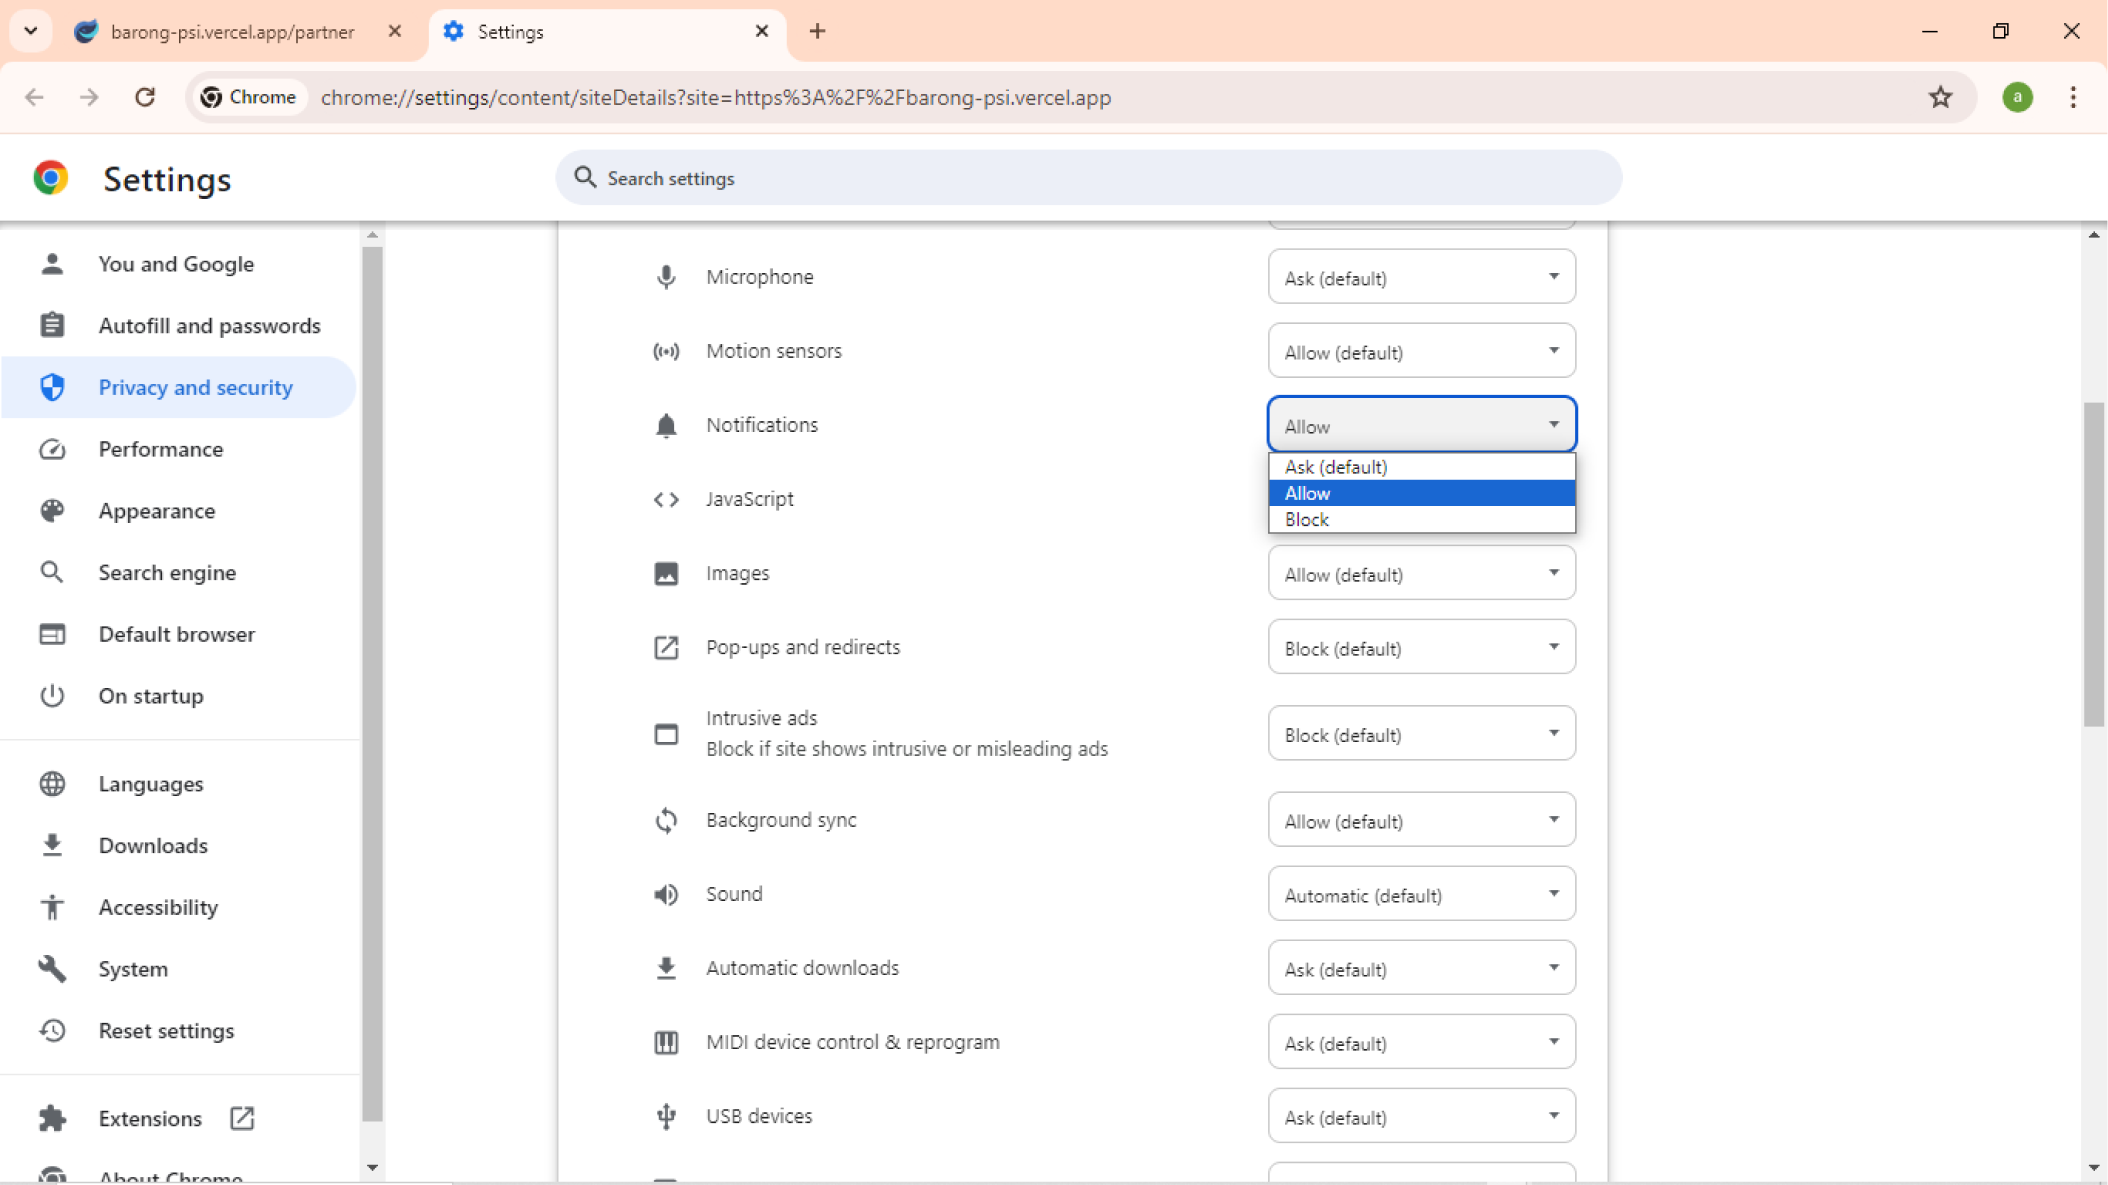 barong-psi.vercel.app/partner
Settings
Chrome
chrome://settings/content/siteDetails?site=https%3A%2F%2Fbarong-psi.vercel.app
a
Settings
Search settings
You and Google
Autofill and passwords
Privacy and security
Performance
Appearance
Search engine
Default browser
On startup
Languages
Downloads
Accessibility
System
Reset settings
Extensions
About Chrome
Microphone
Ask (default)
Motion sensors
Allow (default)
Notifications
Allow
Ask (default)
Allow
Block
JavaScript
Images
Allow (default)
Pop-ups and redirects
Block (default)
Intrusive ads
Block if site shows intrusive or misleading ads
Block (default)
Background sync
Allow (default)
Sound
Automatic (default)
Automatic downloads
Ask (default)
MIDI device control & reprogram
Ask (default)
USB devices
Ask (default)